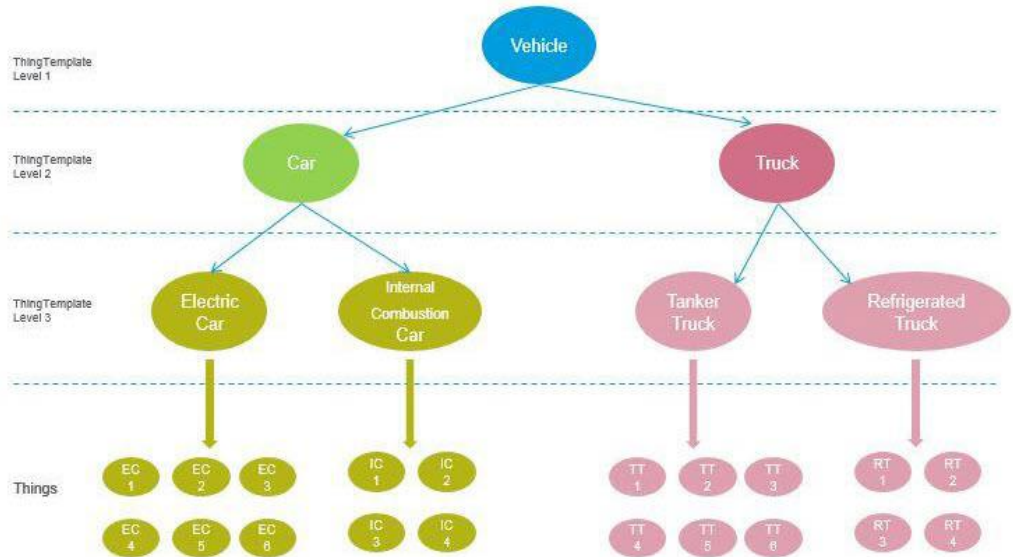 Vehicle
ThingTemplate
Level 1
Car
Truck
ThingTemplate
Level 2
Electric
Car
Internal
Combustion
Car
Tanker
Truck
Refrigerated
Truck
ThingTemplate
Level 3
Things
EC
1
EC
2
EC
3
IC
1
IC
2
TT
1
TT
2
TT
3
RT
1
RT
2
EC
4
EC
5
EC
6
IC
3
IC
4
TT
4
TT
5
TT
6
RT
3
RT
4